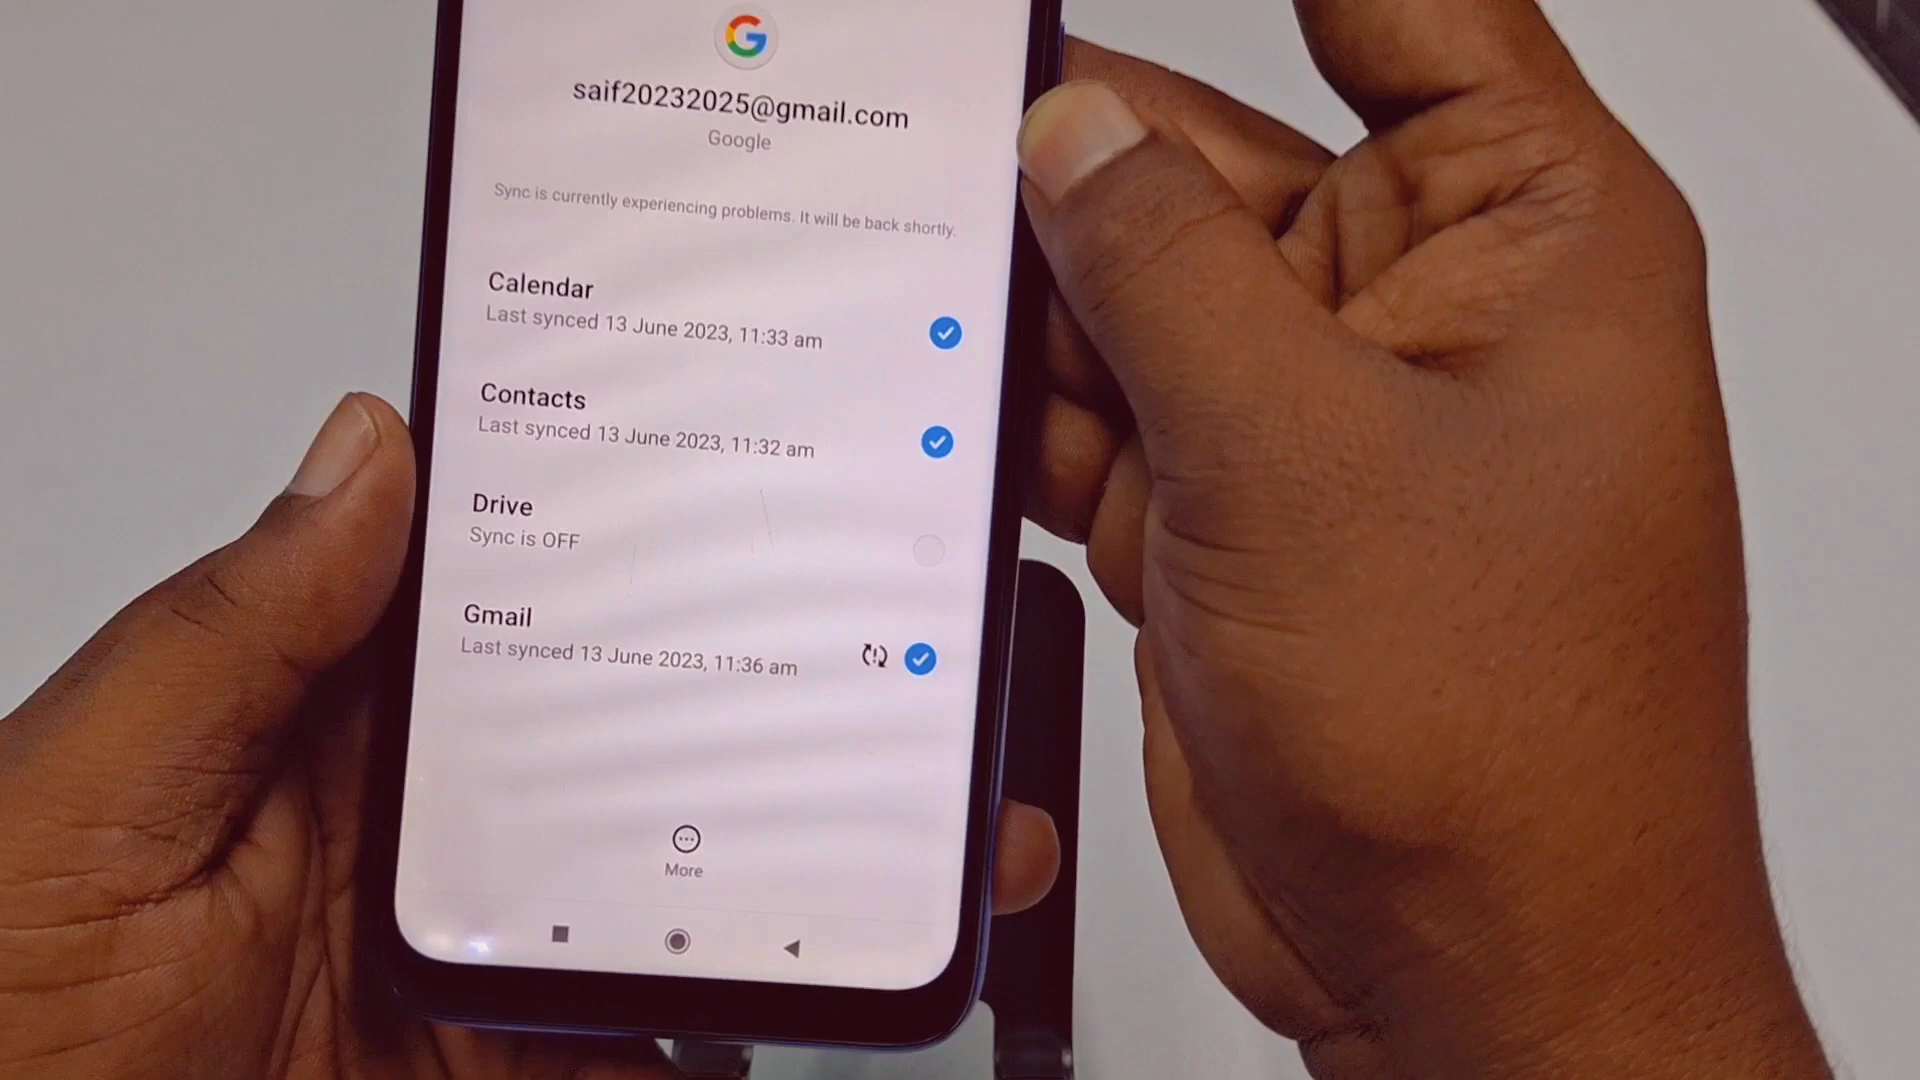 saif20232025@gmail.com
Google
Sync is currently experiencing problems. It will be back shortly.
Calendar
Last synced 13 June 2023, 11:33 am
Contacts
Last synced 13 June 2023, 11:32 am
Drive
Sync is OFF
Gmail
Last synced 13 June 2023, 11:36 am
More